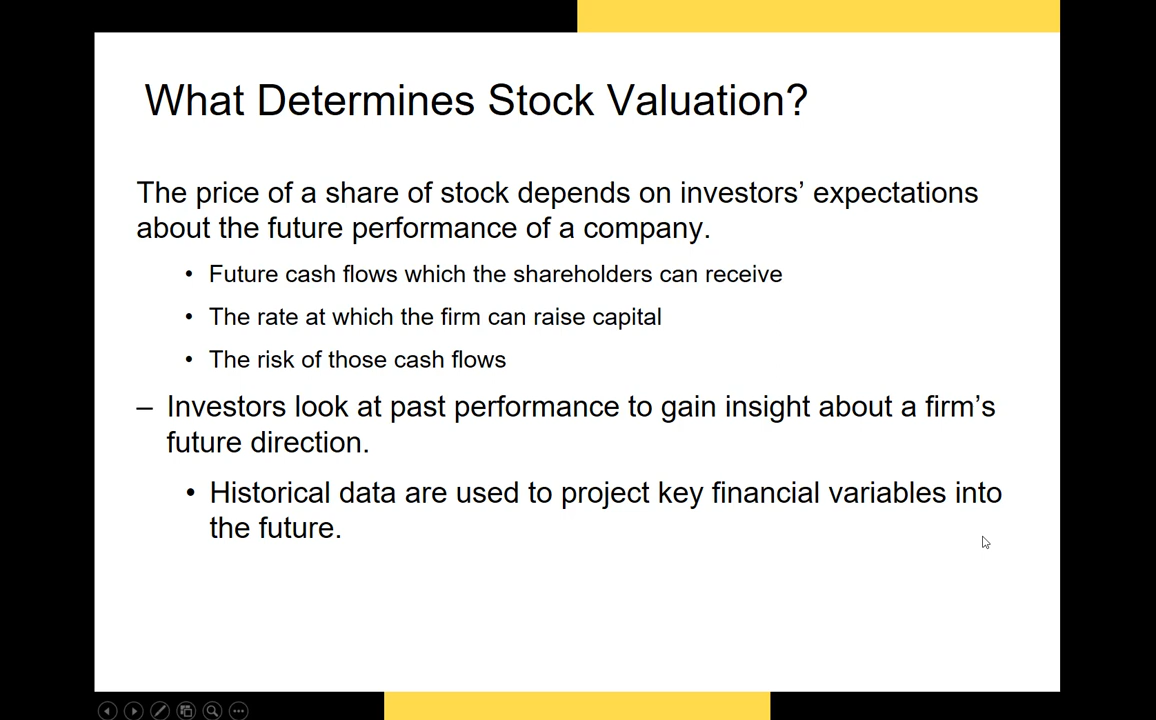 What Determines Stock Valuation?
The price of a share of stock depends on investors’ expectations
about the future performance of a company.
• Future cash flows which the shareholders can receive
• The rate at which the firm can raise capital
• The risk of those cash flows
– Investors look at past performance to gain insight about a firm’s
future direction.
• Historical data are used to project key financial variables into
the future.